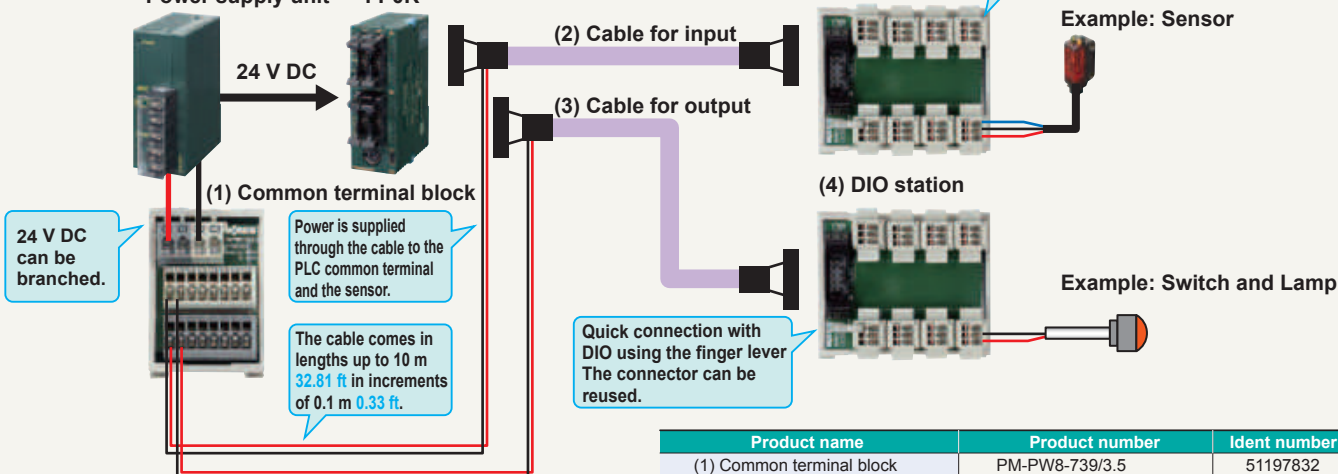 Power supply unit
(2) Cable for input
Example: Sensor
24 V DC
(3) Cable for output
(1) Common terminal block
(4) DIO station
24 V DC
can be
branched.
Power is supplied
through the cable to the
PLC common terminal
and the sensor.
Example: Switch and Lamp
The cable comes in
lengths up to 10 m
32.81 ft in increments
of 0.1 m 0.33 ft.
Quick connection with
DIO using the finger lever
The connector can be
reused.
Product name Product number Ident number
(1) Common terminal block PM-PW8-739/3.5 51197832